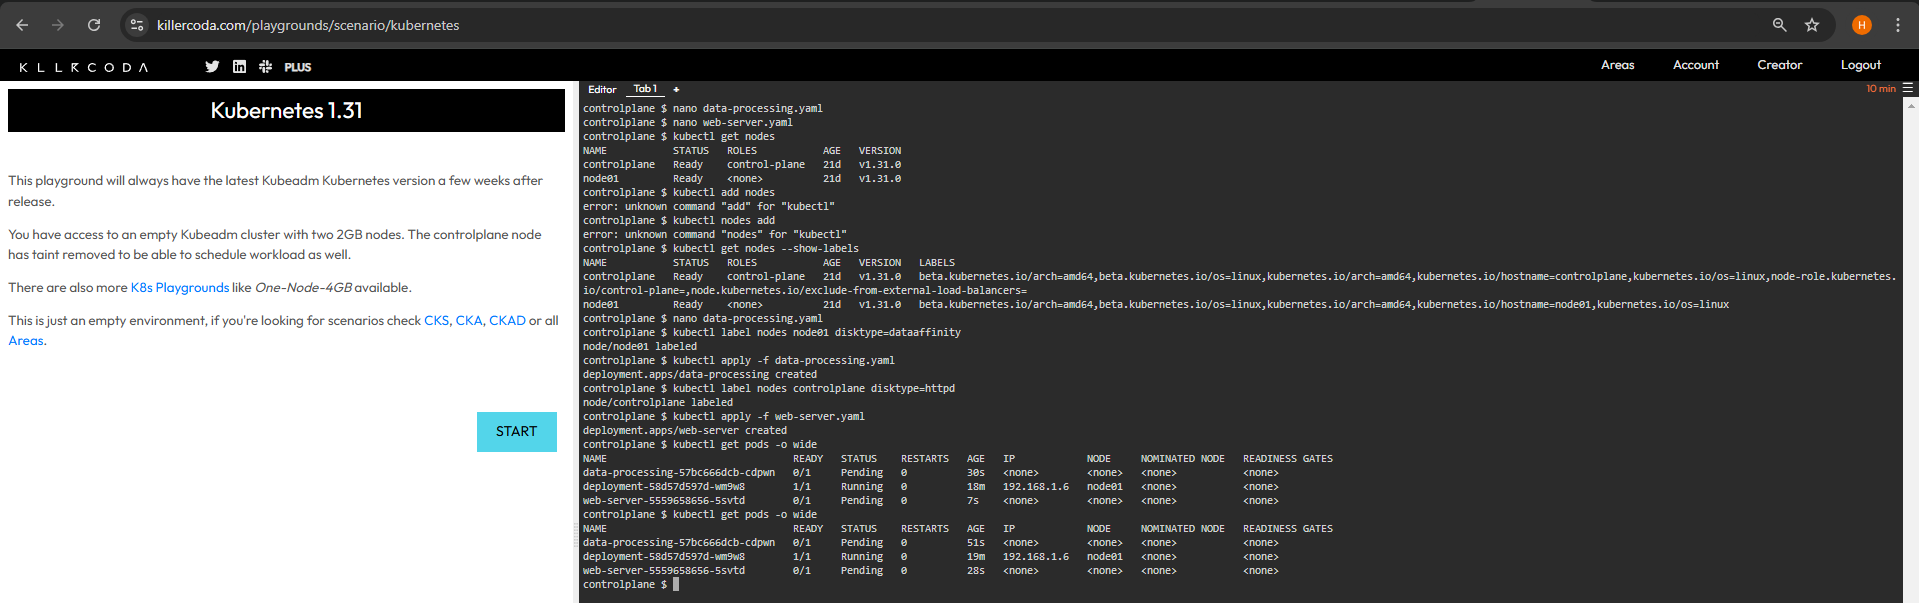 killercoda.com/playgrounds/scenario/kubernetes
H
KLLRCODA
PLUS
Areas
Account
Creator
Logout
Kubernetes 1.31
This playground will always have the latest Kubeadm Kubernetes version a few weeks after
release.
You have access to an empty Kubeadm cluster with two 2GB nodes. The controlplane node
has taint removed to be able to schedule workload as well.
There are also more K8s Playgrounds like One-Node-4GB available.
This is just an empty environment, if you're looking for scenarios check CKS, CKA, CKAD or all
Areas.
START
Editor Tab 1 +
10 min
controlplane $ nano data-processing.yaml
controlplane $ nano web-server.yaml
controlplane $ kubectl get nodes
NAME STATUS ROLES AGE VERSION
controlplane Ready control-plane 21d v1.31.0
node01 Ready <none> 21d v1.31.0
controlplane $ kubectl add nodes
error: unknown command "add" for "kubectl"
controlplane $ kubectl nodes add
error: unknown command "nodes" for "kubectl"
controlplane $ kubectl get nodes --show-labels
NAME STATUS ROLES AGE VERSION LABELS
controlplane Ready control-plane 21d v1.31.0 beta.kubernetes.io/arch=amd64,beta.kubernetes.io/os=linux,kubernetes.io/arch=amd64,kubernetes.io/hostname=controlplane,kubernetes.io/os=linux,node-role.kubernetes.
io/control-plane=,node.kubernetes.io/exclude-from-external-load-balancers=
node01 Ready <none> 21d v1.31.0 beta.kubernetes.io/arch=amd64,beta.kubernetes.io/os=linux,kubernetes.io/arch=amd64,kubernetes.io/hostname=node01,kubernetes.io/os=linux
controlplane $ nano data-processing.yaml
controlplane $ kubectl label nodes node01 disktype=dataaffinity
node/node01 labeled
controlplane $ kubectl apply -f data-processing.yaml
deployment.apps/data-processing created
controlplane $ kubectl label nodes controlplane disktype=httpd
node/controlplane labeled
controlplane $ kubectl apply -f web-server.yaml
deployment.apps/web-server created
controlplane $ kubectl get pods -o wide
NAME READY STATUS RESTARTS AGE IP NODE NOMINATED NODE READINESS GATES
data-processing-57bc666dcb-cdpwn 0/1 Pending 0 30s <none> <none> <none> <none>
deployment-58d57d597d-wm9w8 1/1 Running 0 18m 192.168.1.6 node01 <none> <none>
web-server-5559658656-5svtd 0/1 Pending 0 7s <none> <none> <none> <none>
controlplane $ kubectl get pods -o wide
NAME READY STATUS RESTARTS AGE IP NODE NOMINATED NODE READINESS GATES
data-processing-57bc666dcb-cdpwn 0/1 Pending 0 51s <none> <none> <none> <none>
deployment-58d57d597d-wm9w8 1/1 Running 0 19m 192.168.1.6 node01 <none> <none>
web-server-5559658656-5svtd 0/1 Pending 0 28s <none> <none> <none> <none>
controlplane $